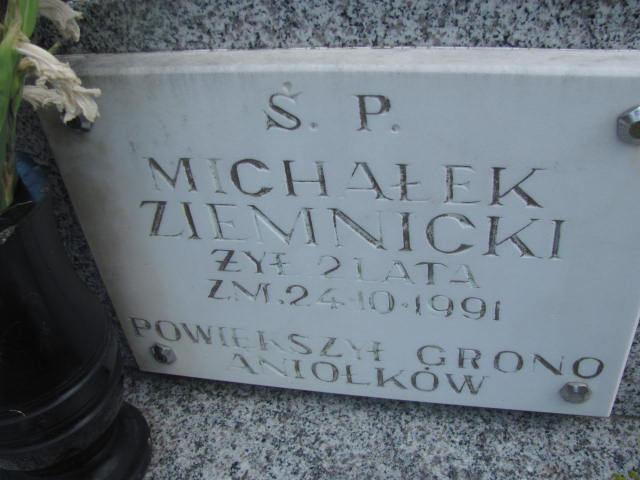 Ś. P.
MICHAŁEK
ZIEMNICKI
ŻYŁ 2 LATA
ZM. 24-10-1991
POWIĘKSZYŁ GRONO
ANIOŁKÓW